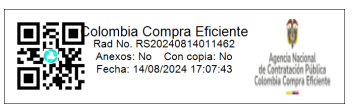 Colombia Compra Eficiente
Rad No. RS20240814011462
Anexos: No Con copia: No
Fecha: 14/08/2024 17:07:43
Agencia Nacional
de Contratación Pública
Colombia Compra Eficiente